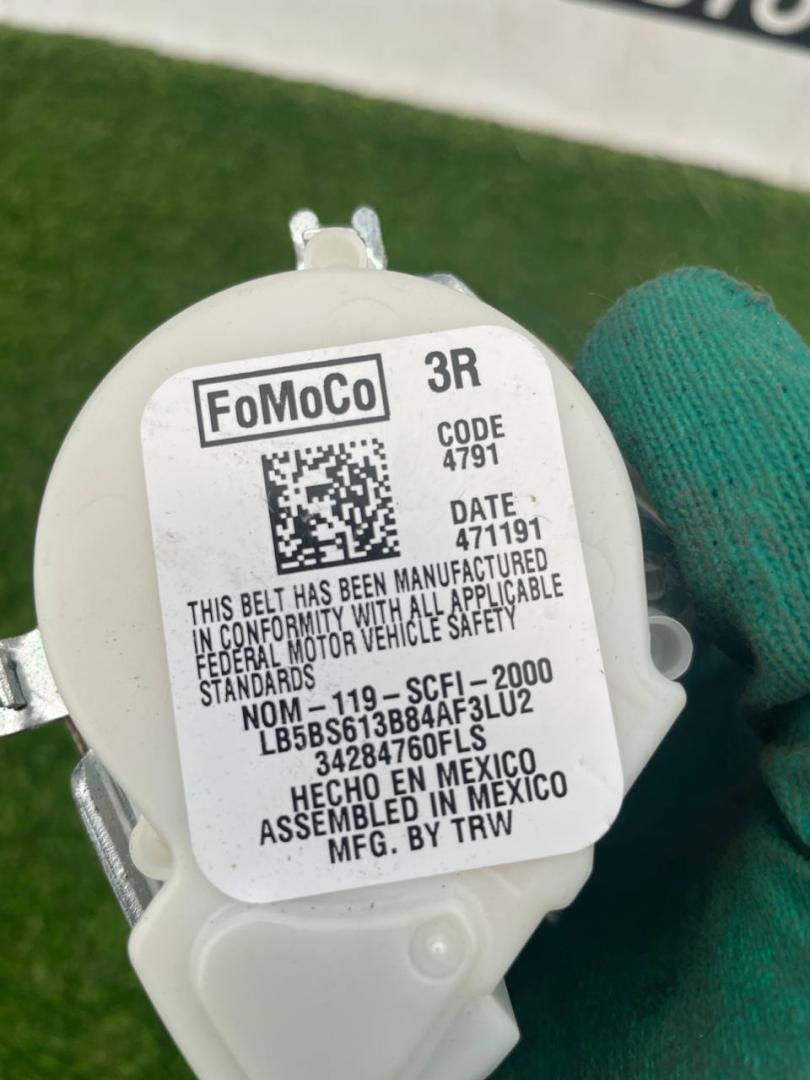 FoMoCo
3R
CODE
4791
DATE
471191
THIS BELT HAS BEEN MANUFACTURED
IN CONFORMITY WITH ALL APPLICABLE
FEDERAL MOTOR VEHICLE SAFETY
STANDARDS
NOM-119-SCFI-2000
LB5BS613B84AF3LU2
34284760FLS
HECHO EN MEXICO
ASSEMBLED IN MEXICO
MFG. BY TRW